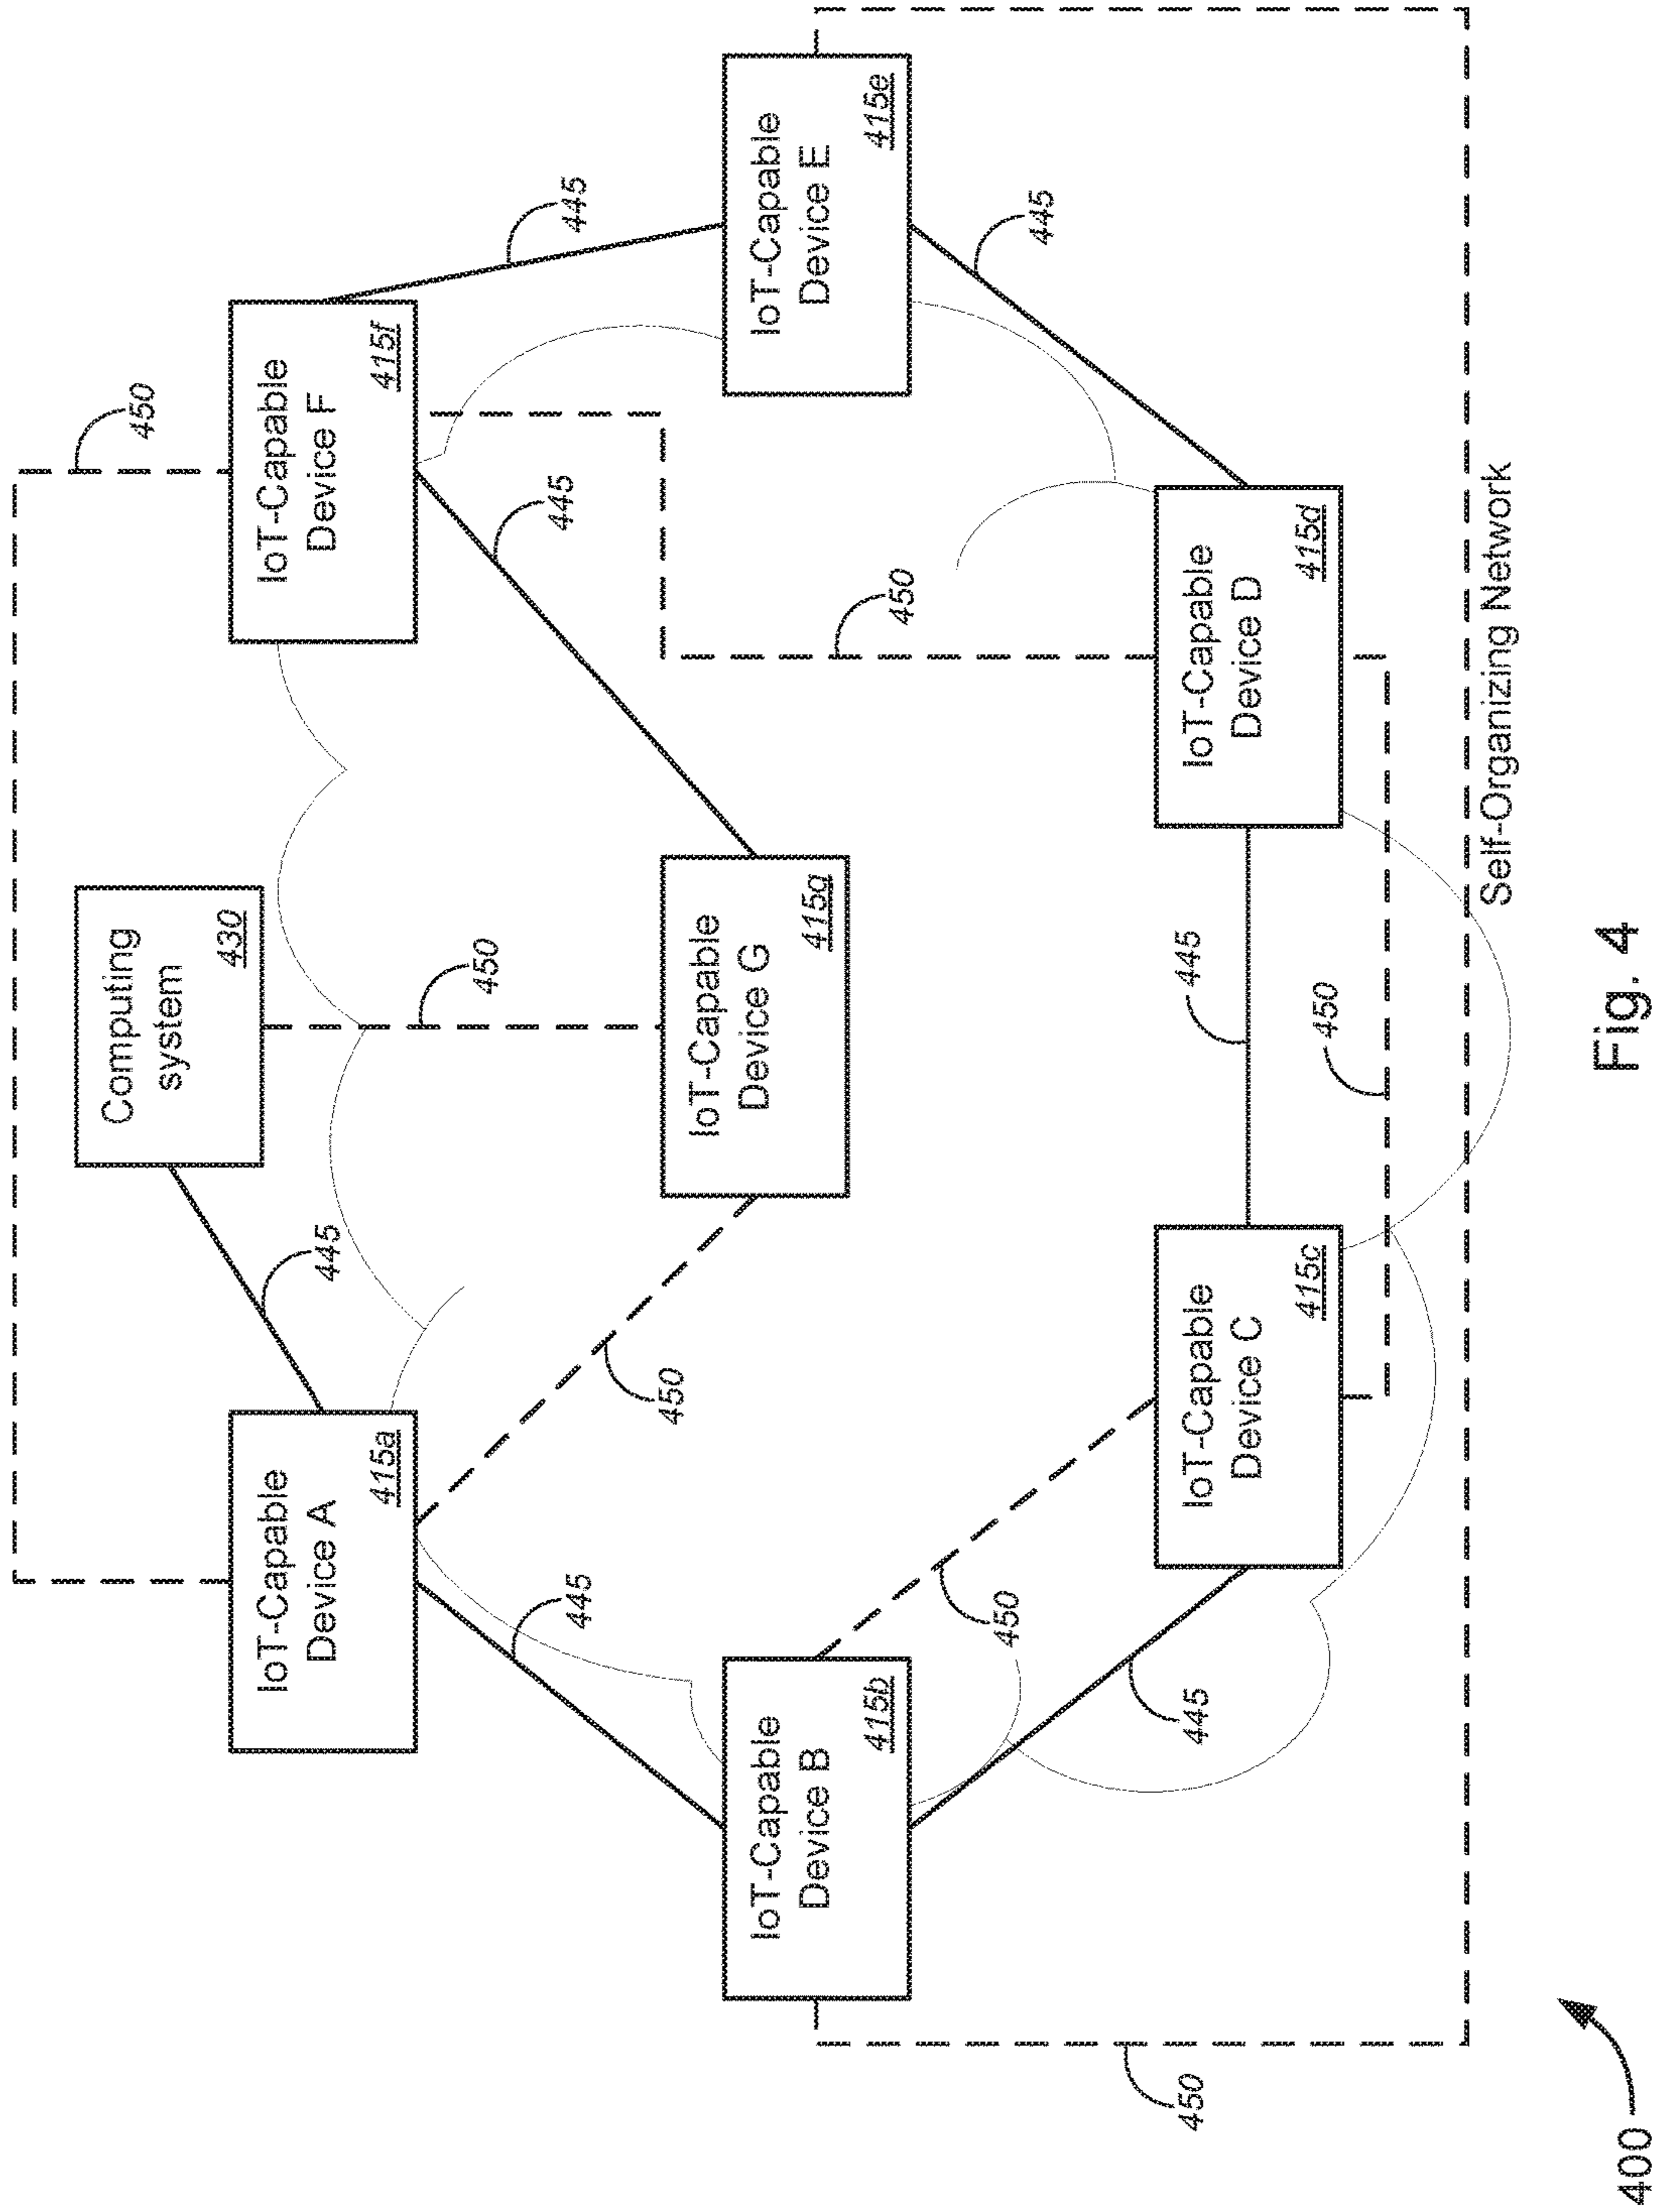 450
Computing
system
430
IoT-Capable
Device A
415a
IoT-Capable
Device F
415f
445
450
445
445
445
450
IoT-Capable
Device G
415g
IoT-Capable
Device B
415b
IoT-Capable
Device E
415e
450
450
445
450
445
445
IoT-Capable
Device C
415c
IoT-Capable
Device D
415d
450
Self-Organizing Network
Fig. 4
400